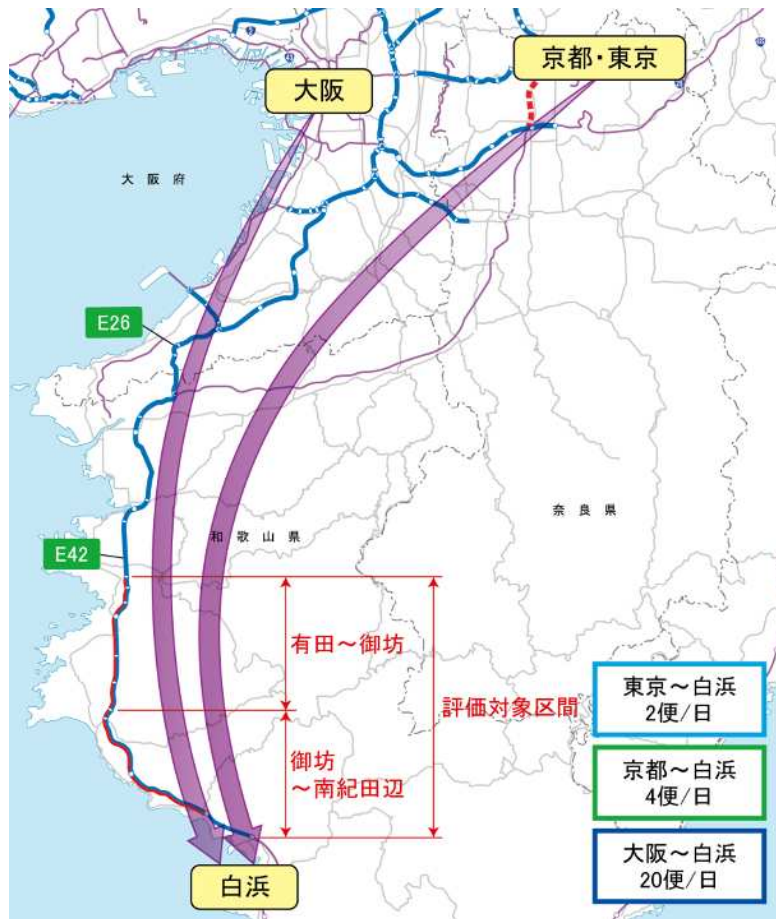 京都・東京
大阪
大阪府
E26
奈良県
和歌山県
E42
有田～御坊
評価対象区間
御坊
～南紀田辺
東京～白浜
2便/日
京都～白浜
4便/日
大阪～白浜
20便/日
白浜